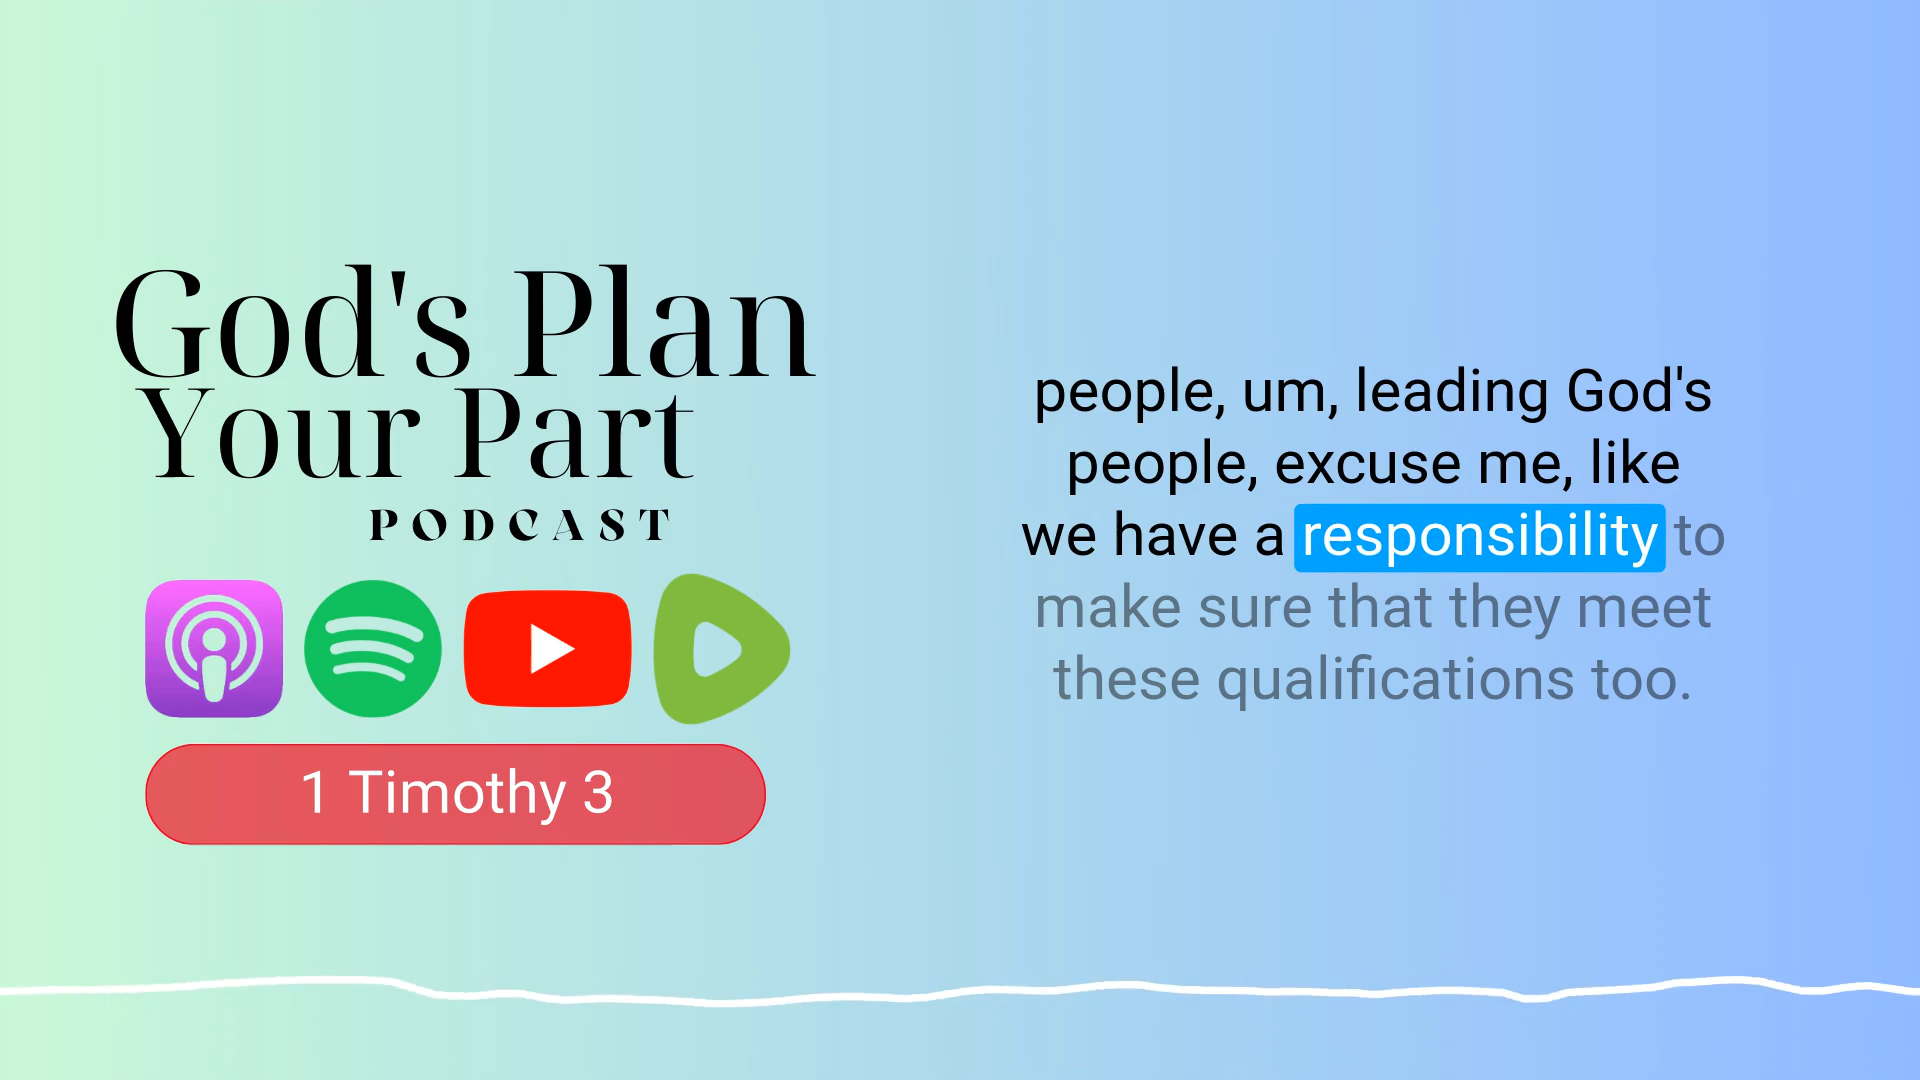 God's Plan
Your Part
PODCAST
1 Timothy 3
people, um, leading God's
people, excuse me, like
we have a responsibility to
make sure that they meet
these qualifications too.